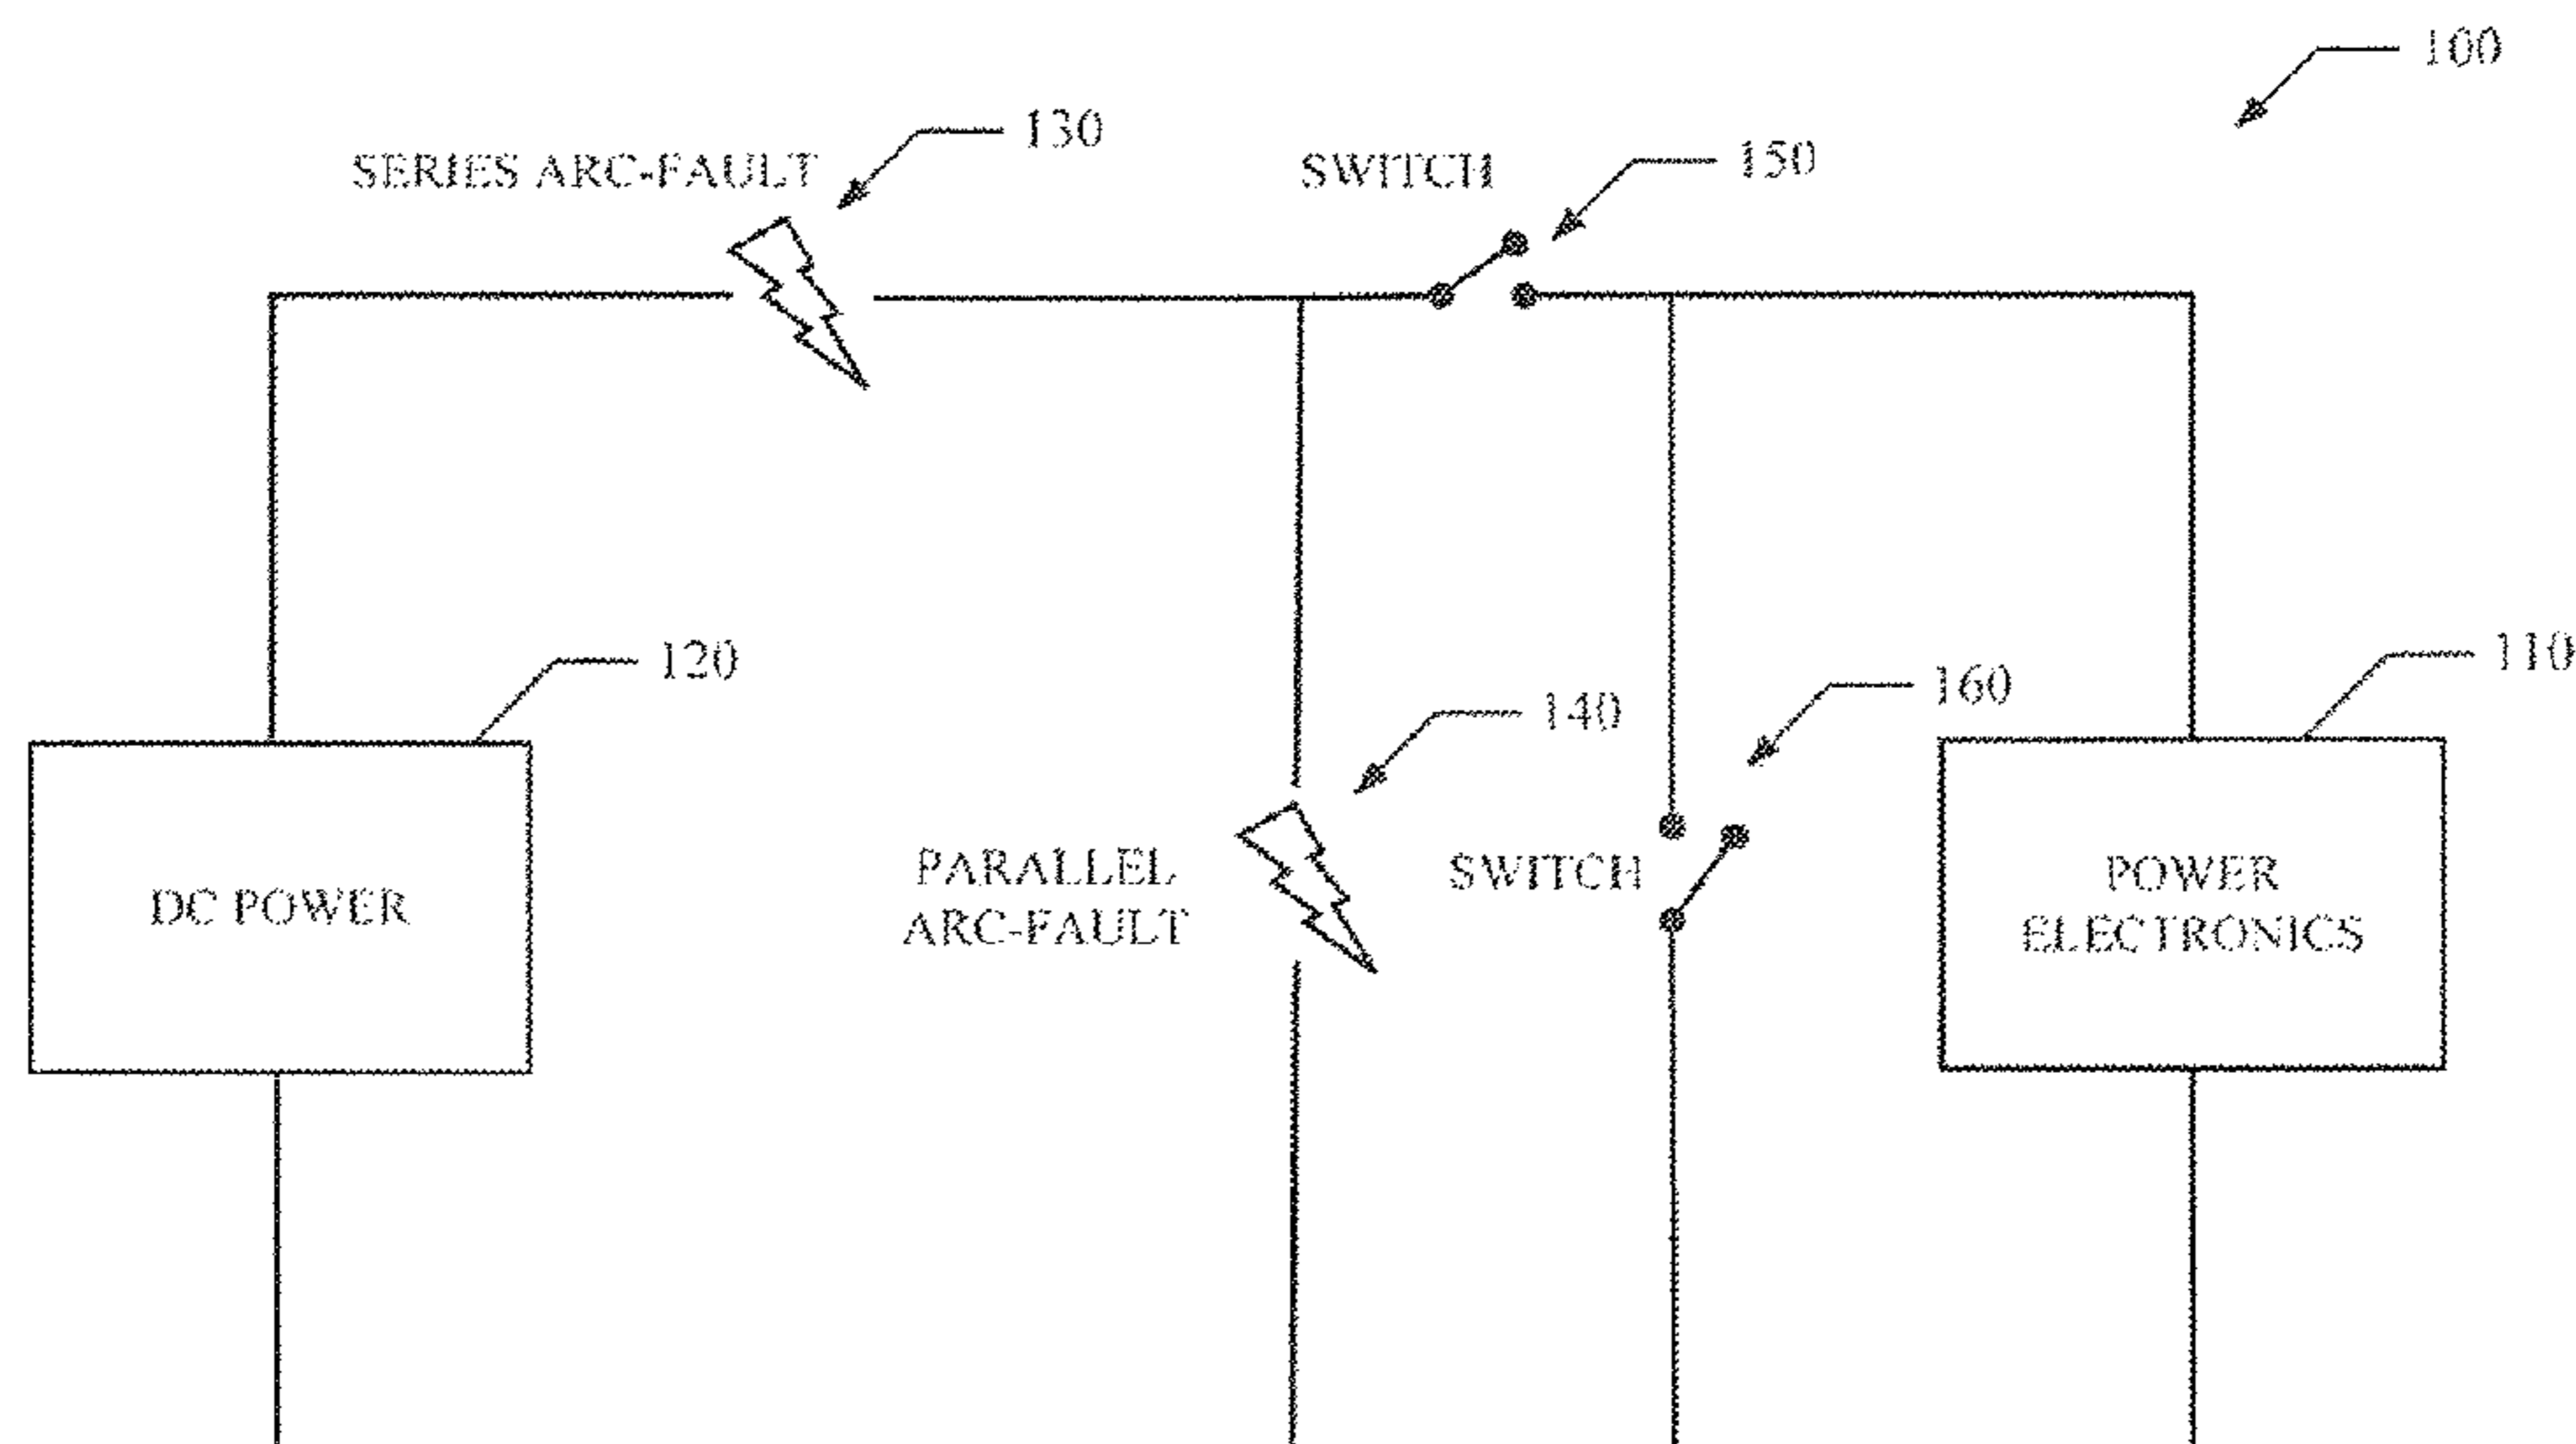 100
130
SERIES ARC-FAULT
SWITCH
150
120
110
160
140
PARALLEL
ARC-FAULT
SWITCH
DC POWER
POWER
ELECTRONICS